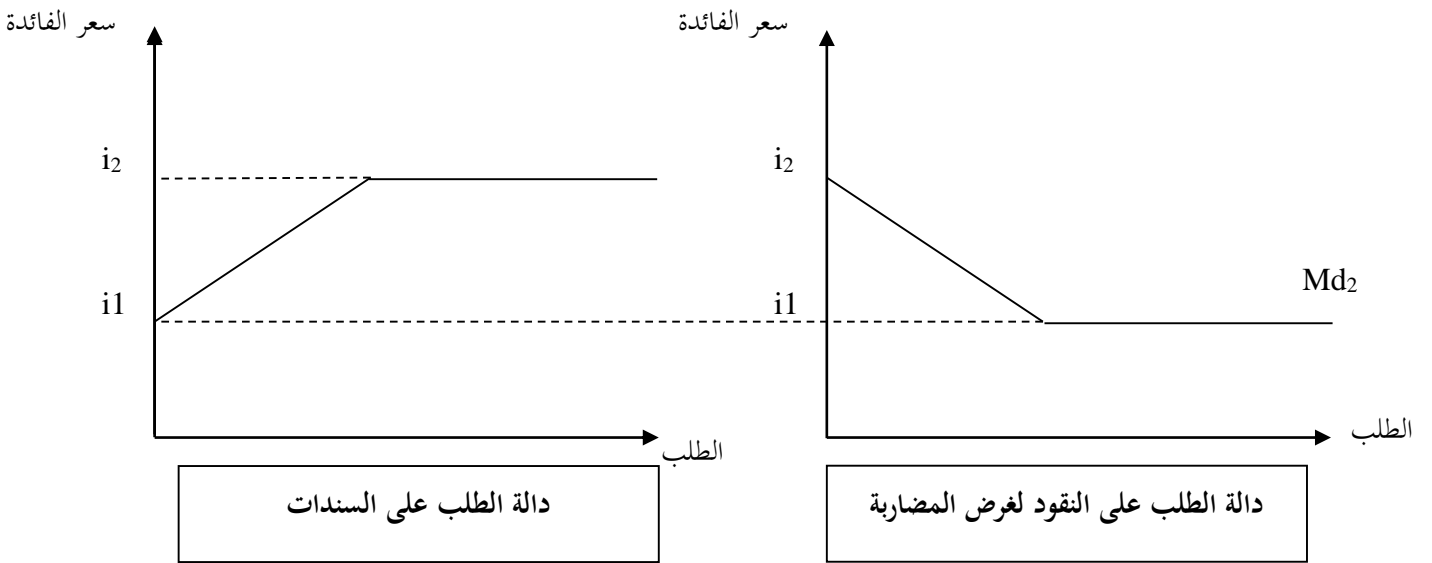 سعر الفائدة
سعر الفائدة
i2
i2
i1
i1
Md2
الطلب
الطلب
دالة الطلب على النقود لغرض المضاربة
دالة الطلب على السندات